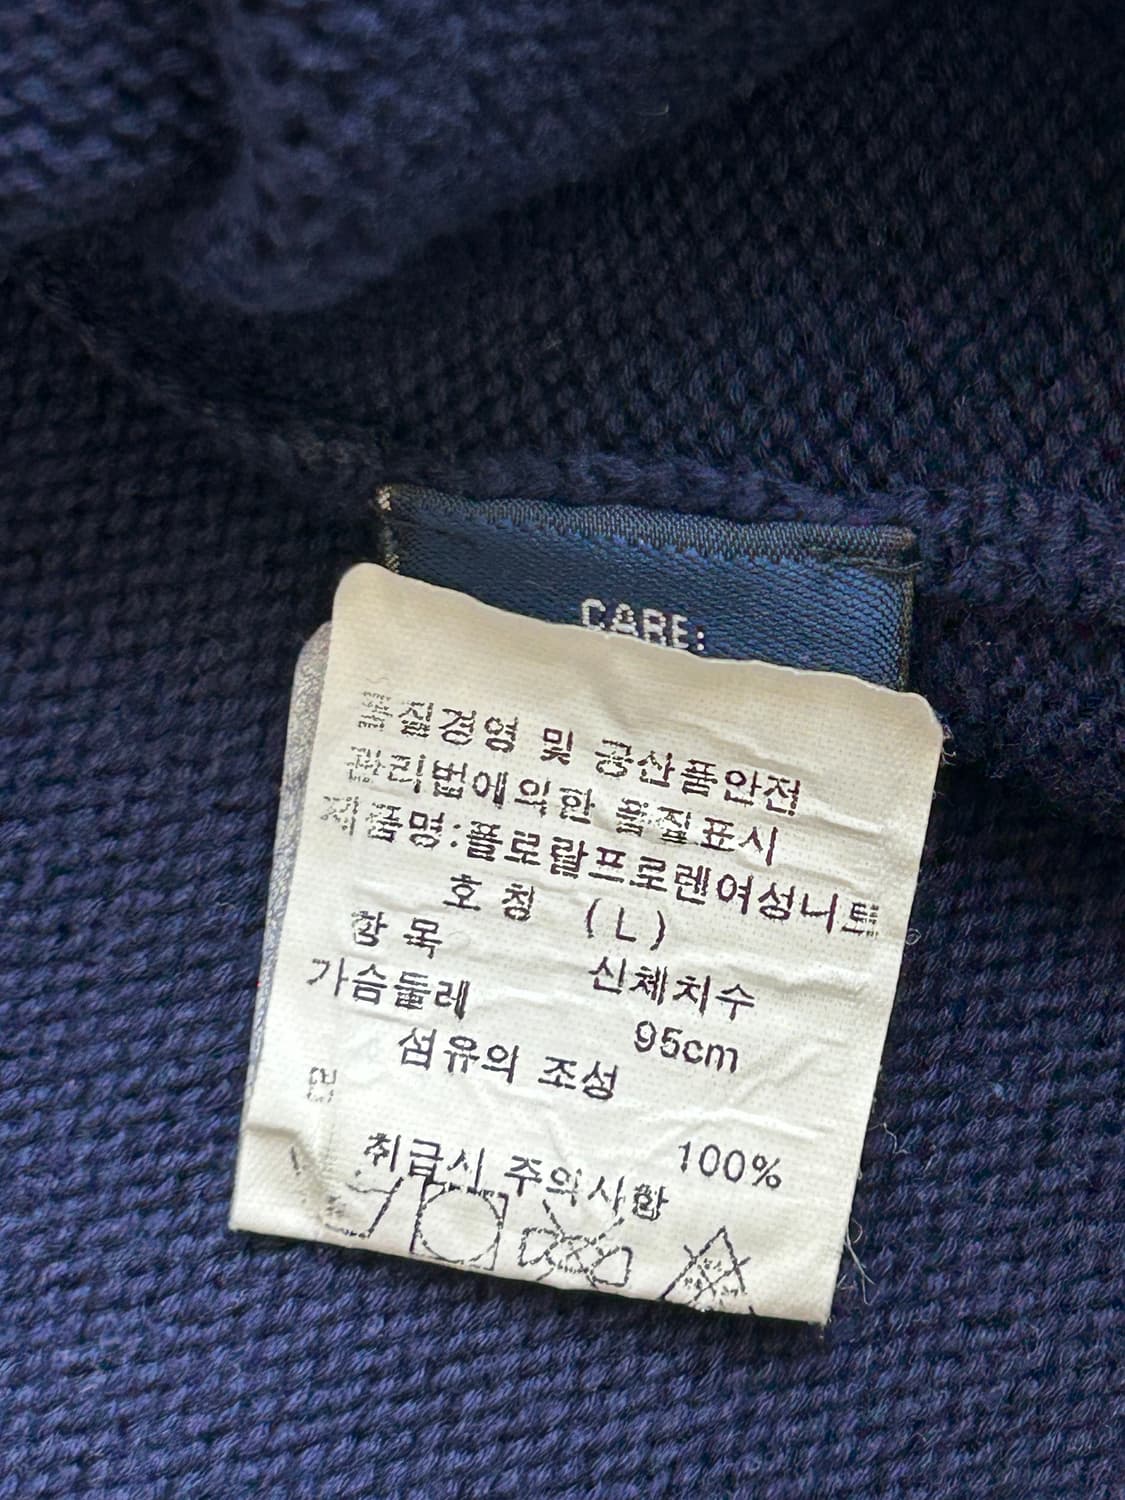 CARE:
품질경영 및 공산품안전
관리법에의한 품질표시
제품명:폴로랄프로렌여성니트
호칭 (L)
항목 신체치수
가슴둘레 95cm
섬유의 조성
면 100%
취급시 주의사항